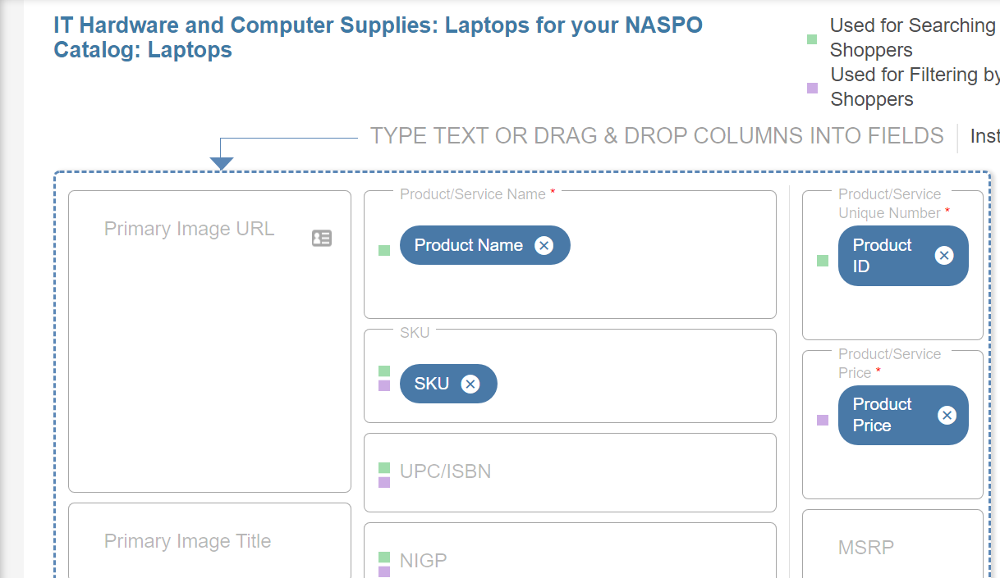 IT Hardware and Computer Supplies: Laptops for your NASPO
Catalog: Laptops
Used for Searching
Shoppers
Used for Filtering by
Shoppers
TYPE TEXT OR DRAG & DROP COLUMNS INTO FIELDS
Inst
Primary Image URL
Primary Image Title
Product/Service Name *
Product Name
SKU
SKU
UPC/ISBN
NIGP
Product/Service
Unique Number *
Product
ID
Product/Service
Price *
Product
Price
MSRP